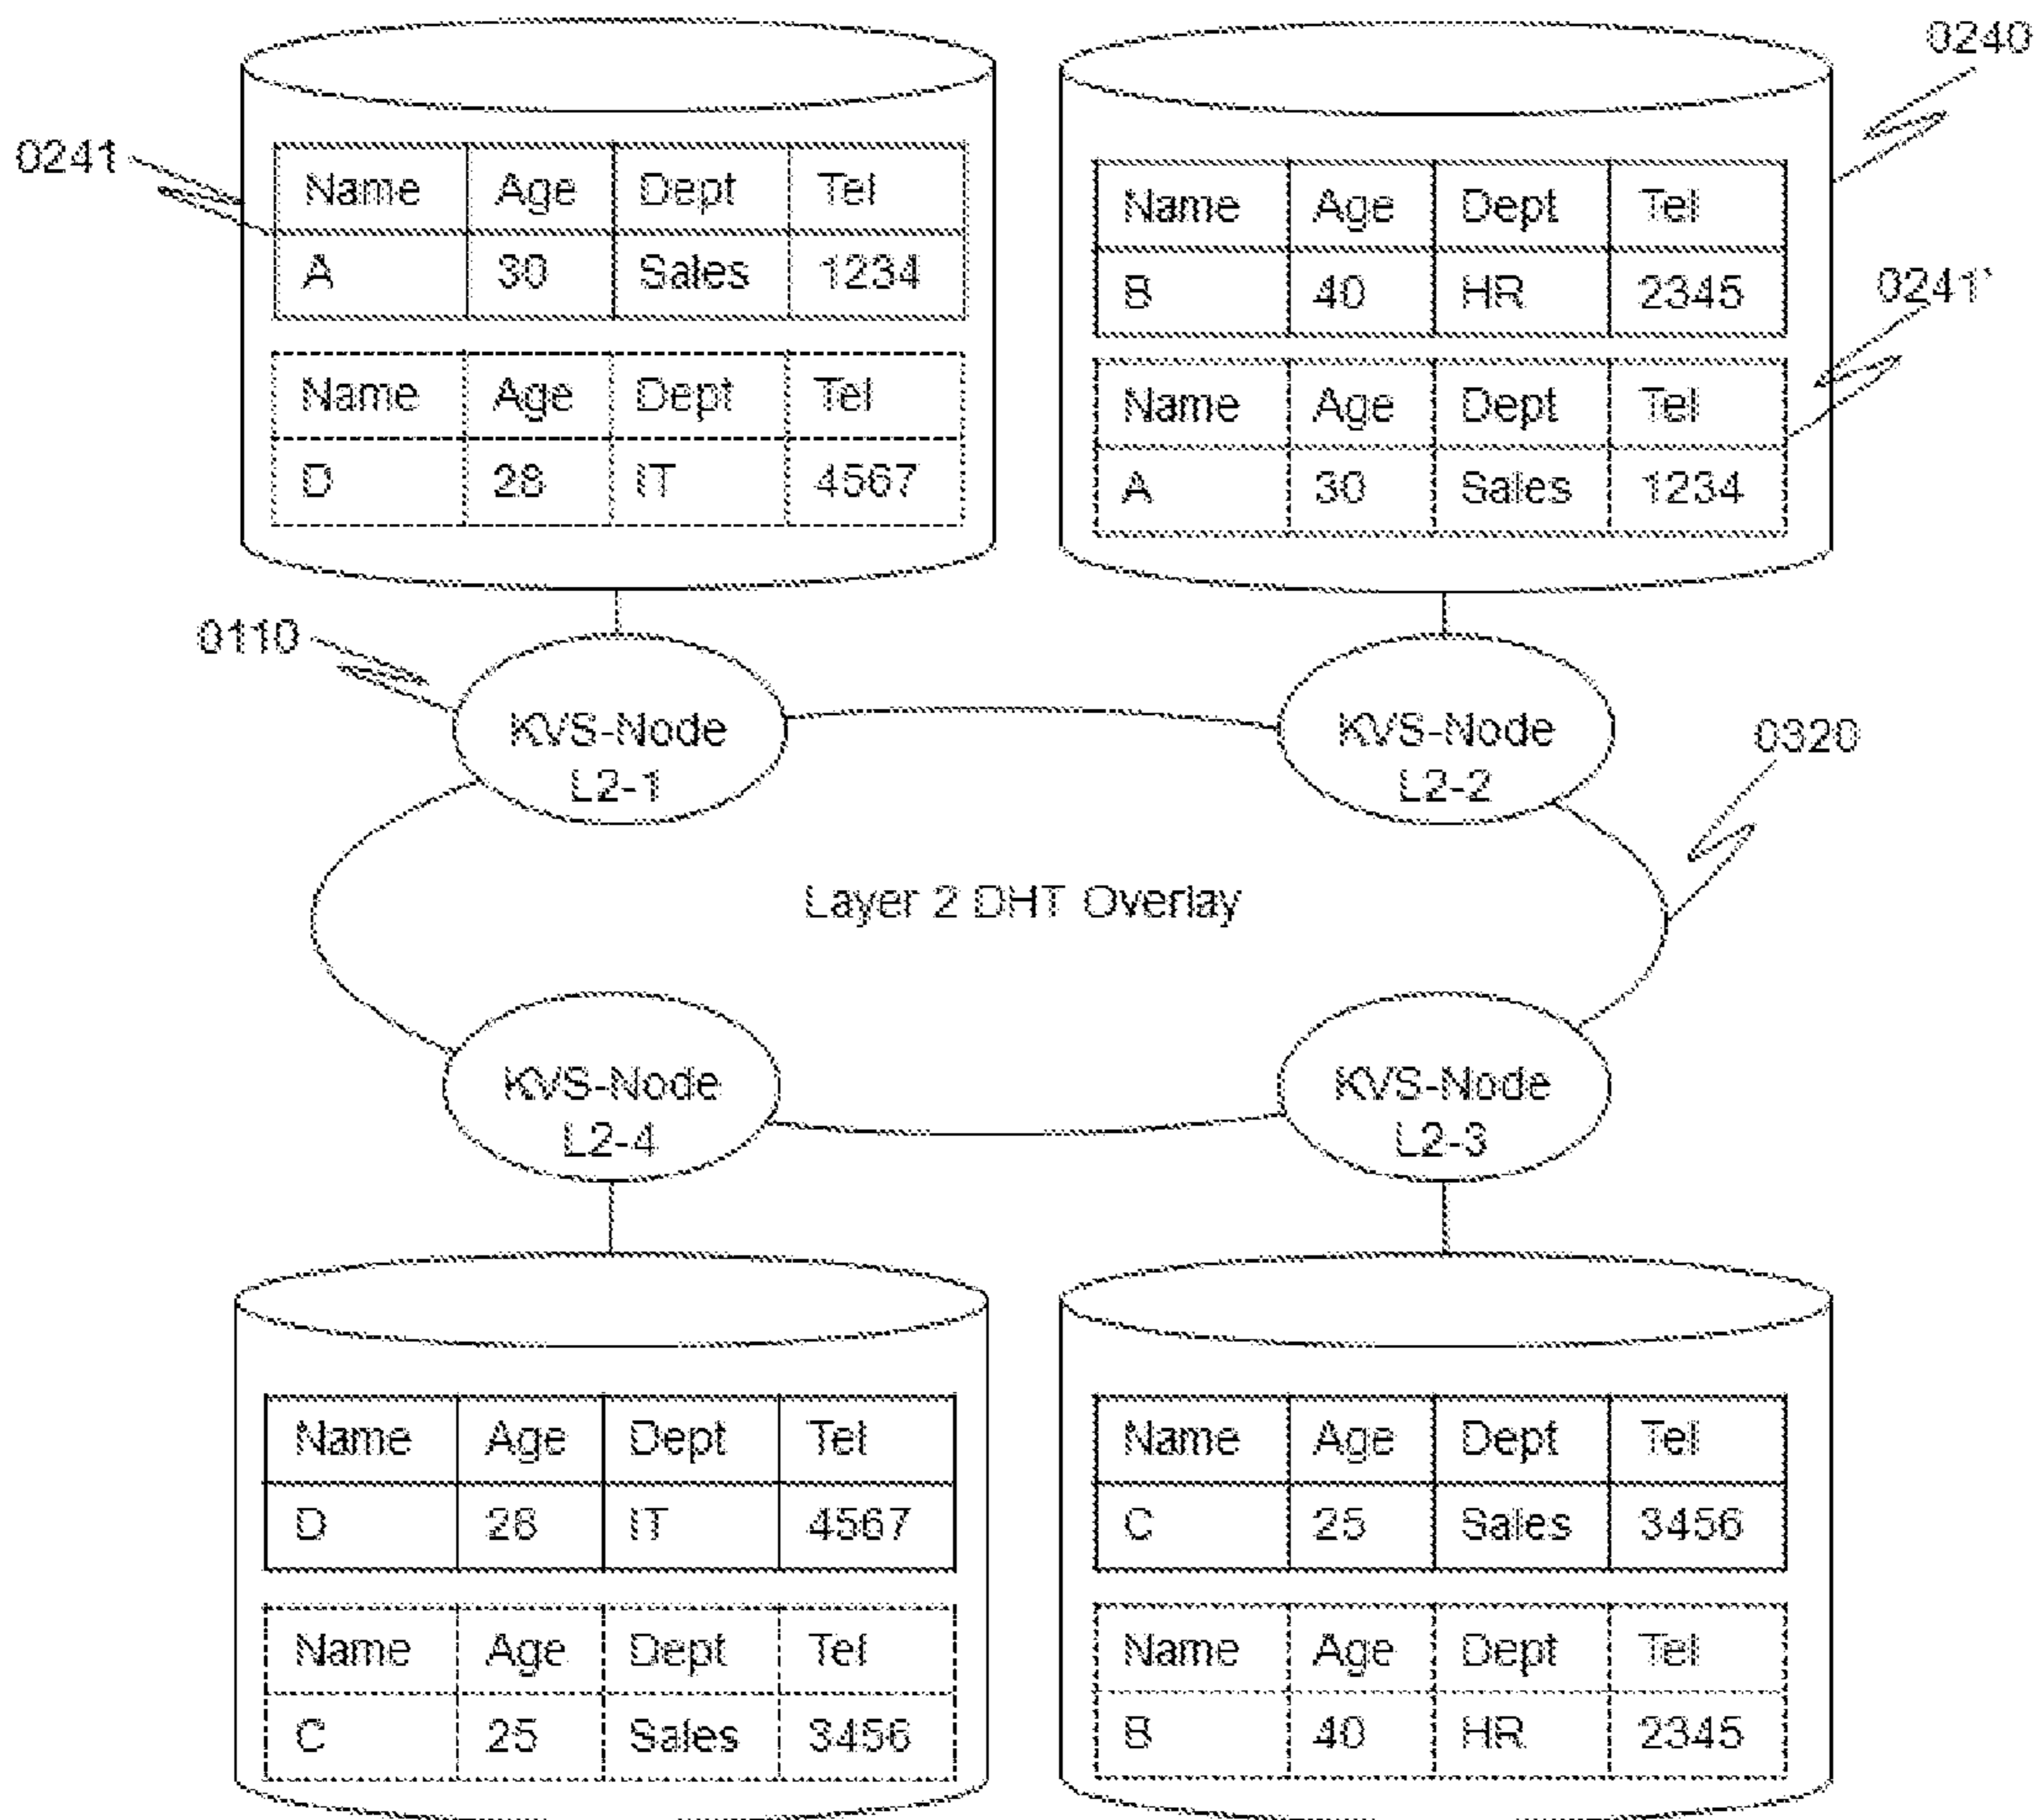 0240
0241
Name Age Dept Tel
A 30 Sales 1234
Name Age Dept Tel
D 28 IT 4567
Name Age Dept Tel
B 40 HR 2345
0241'
Name Age Dept Tel
A 30 Sales 1234
0110
KVS-Node
L2-1
KVS-Node
L2-2
0320
Layer 2 DHT Overlay
KVS-Node
L2-4
KVS-Node
L2-3
Name Age Dept Tel
D 28 IT 4567
Name Age Dept Tel
C 25 Sales 3456
Name Age Dept Tel
C 25 Sales 3456
Name Age Dept Tel
B 40 HR 2345